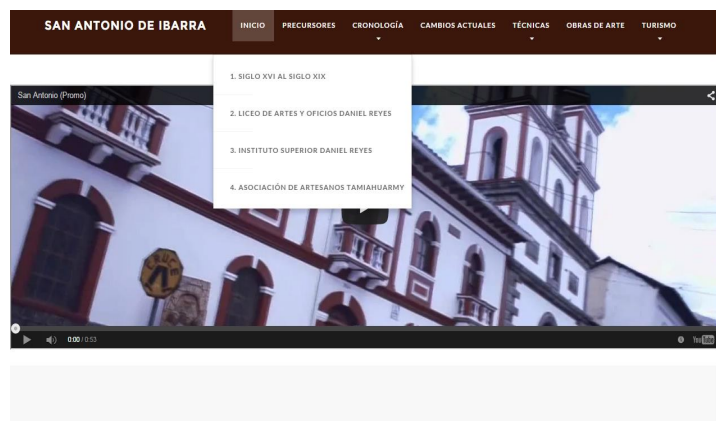 SAN ANTONIO DE IBARRA
INICIO PRECURSORES CRONOLOGÍA CAMBIOS ACTUALES TÉCNICAS OBRAS DE ARTE TURISMO
1. SIGLO XVI AL SIGLO XIX
2. LICEO DE ARTES Y OFICIOS DANIEL REYES
3. INSTITUTO SUPERIOR DANIEL REYES
4. ASOCIACIÓN DE ARTESANOS TAMIAHUARMY
San Antonio (Promo)
CRUCE
0:00 / 0:53
YouTube